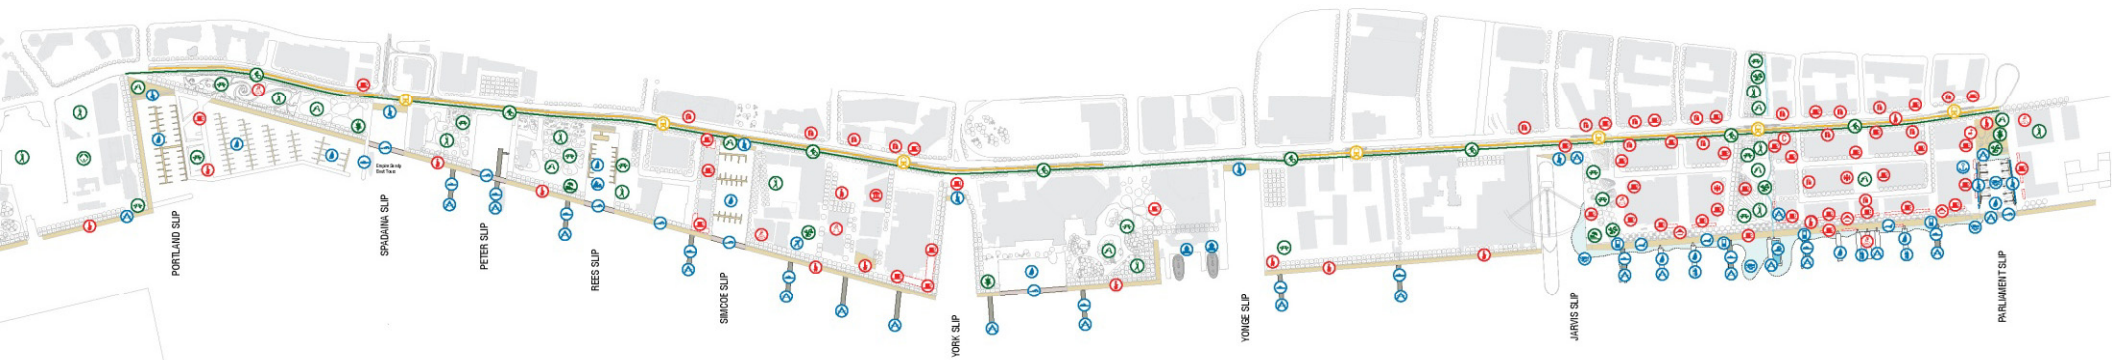 PORTLAND SLIP
SPADAINA SLIP
PETER SLIP
REES SLIP
SIMCOE SLIP
YORK SLIP
YONGE SLIP
JARVIS SLIP
PARLIAMENT SLIP